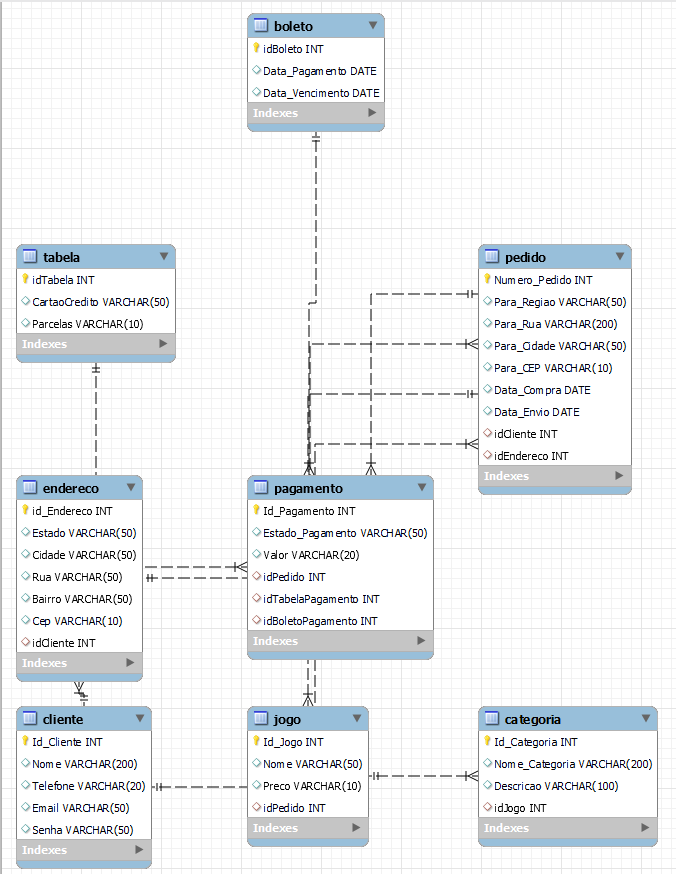 boleto
idBoleto INT
Data_Pagamento DATE
Data_Vencimento DATE
Indexes
tabela
idTabela INT
CartaoCredito VARCHAR(50)
Parcelas VARCHAR(10)
Indexes
pedido
Numero_Pedido INT
Para_Regiao VARCHAR(50)
Para_Rua VARCHAR(200)
Para_Cidade VARCHAR(50)
Para_CEP VARCHAR(10)
Data_Compra DATE
Data_Envio DATE
idCliente INT
idEndereco INT
Indexes
endereco
id_Endereco INT
Estado VARCHAR(50)
Cidade VARCHAR(50)
Rua VARCHAR(50)
Bairro VARCHAR(50)
Cep VARCHAR(10)
idCliente INT
Indexes
pagamento
Id_Pagamento INT
Estado_Pagamento VARCHAR(50)
Valor VARCHAR(20)
idPedido INT
idTabelaPagamento INT
idBoletoPagamento INT
Indexes
cliente
Id_Cliente INT
Nome VARCHAR(200)
Telefone VARCHAR(20)
Email VARCHAR(50)
Senha VARCHAR(50)
Indexes
jogo
Id_Jogo INT
Nome VARCHAR(50)
Preco VARCHAR(10)
idPedido INT
Indexes
categoria
Id_Categoria INT
Nome_Categoria VARCHAR(200)
Descricao VARCHAR(100)
idJogo INT
Indexes